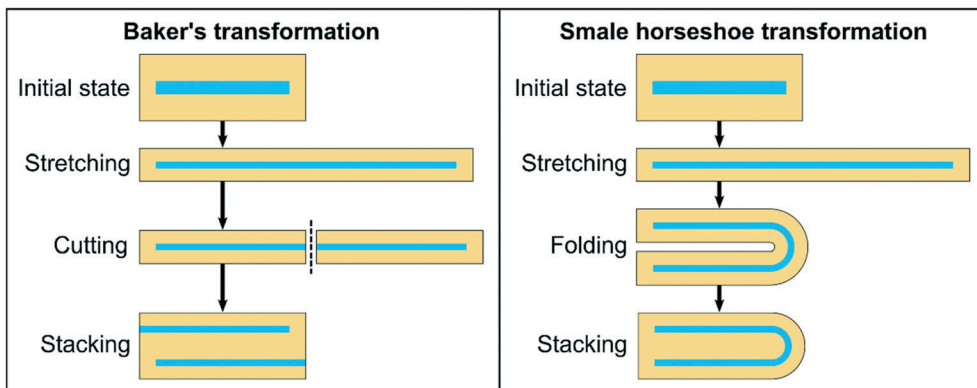 Baker's transformation
Initial state
Stretching
Cutting
Stacking
Smale horseshoe transformation
Initial state
Stretching
Folding
Stacking